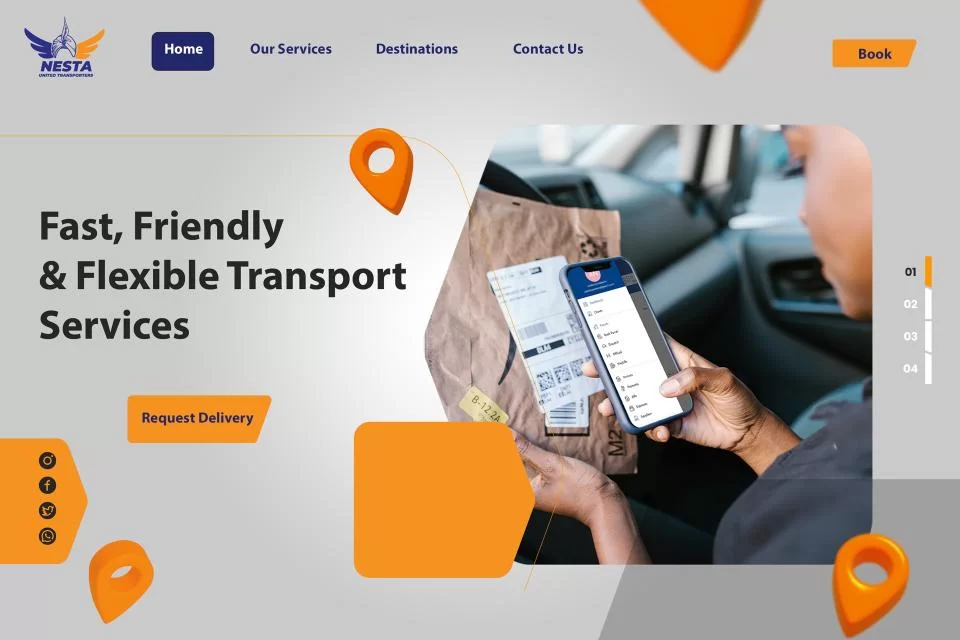 NESTA
UNITED TRANSPORTERS
Home
Our Services
Destinations
Contact Us
Book
Fast, Friendly
& Flexible Transport
Services
01
02
03
04
Request Delivery
B-12 2A